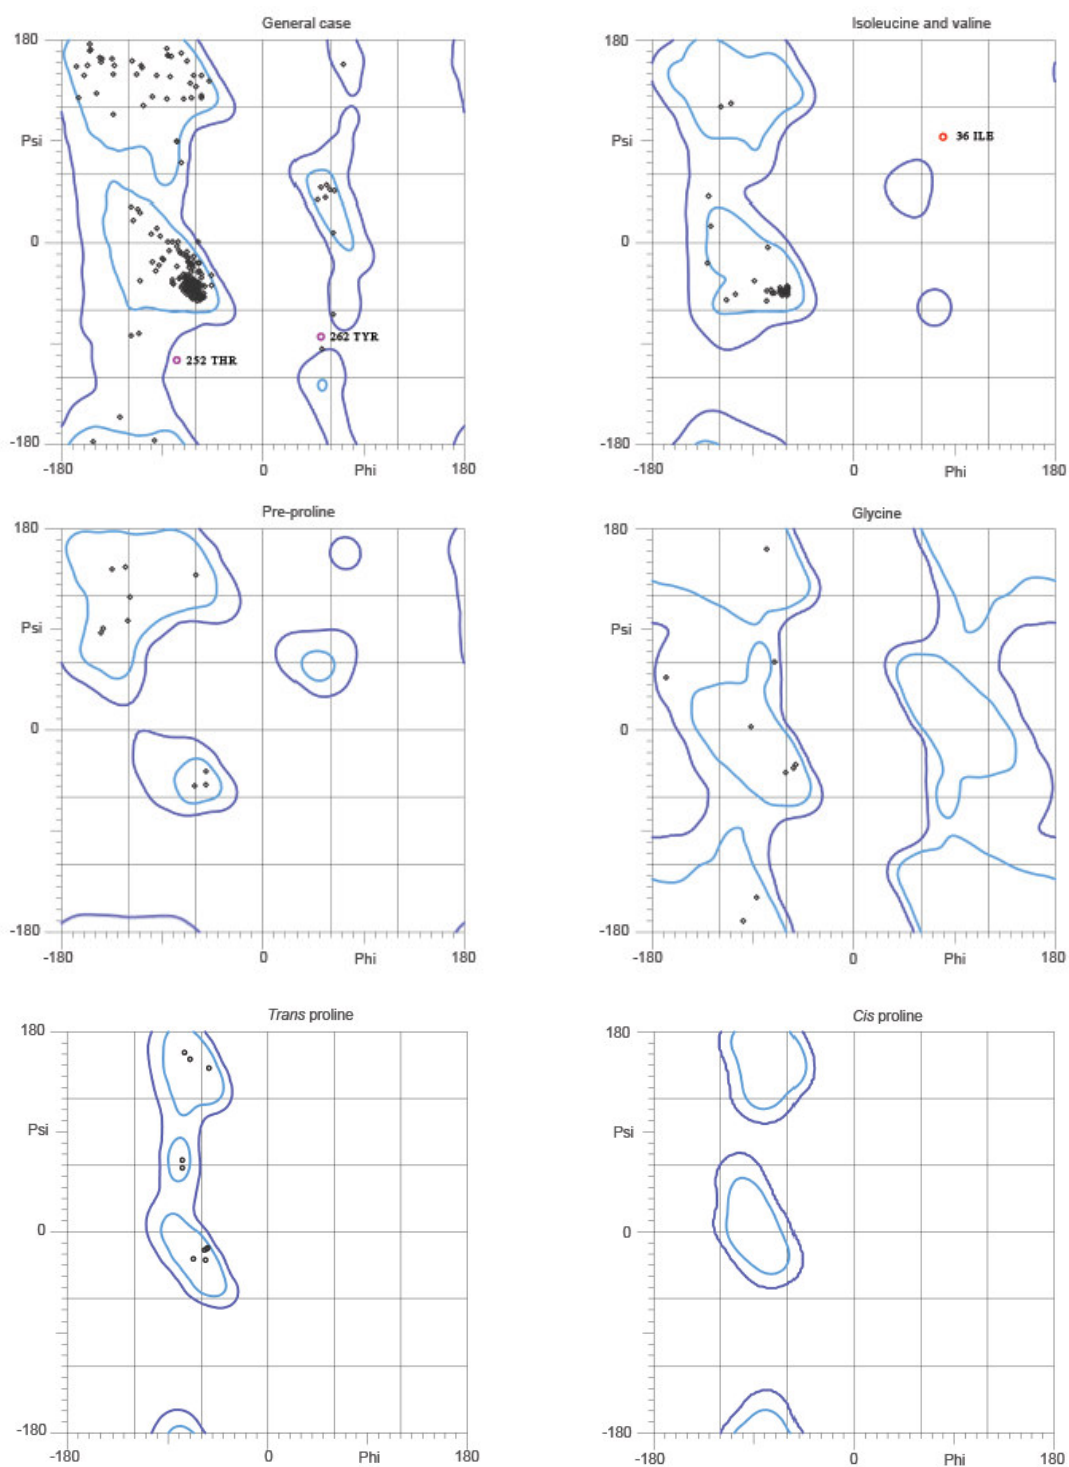 General case
180
Psi
0
-180
-180
0
Phi
180
252 THR
262 TYR
Isoleucine and valine
180
Psi
0
-180
-180
0
Phi
180
36 ILE
Pre-proline
180
Psi
0
-180
-180
0
Phi
180
Glycine
180
Psi
0
-180
-180
0
Phi
180
Trans proline
180
Psi
0
-180
-180
0
Phi
180
Cis proline
180
Psi
0
-180
-180
0
Phi
180